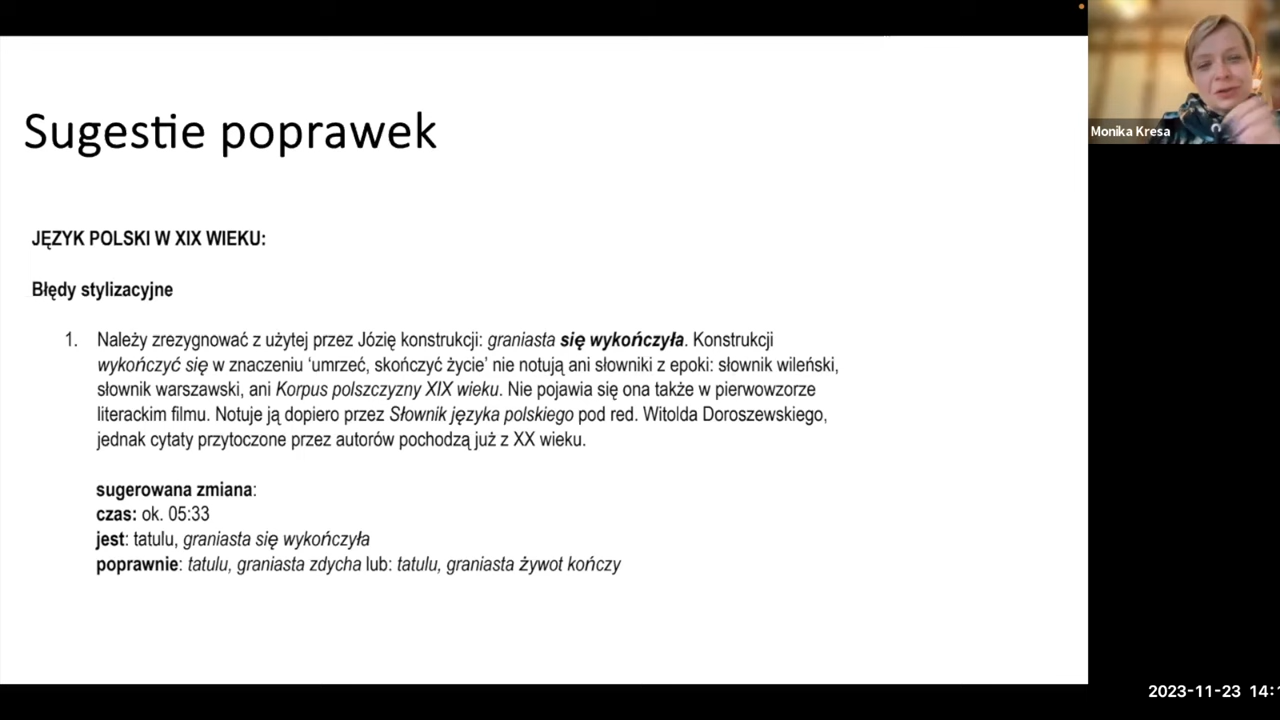 Sugestie poprawek
Monika Kresa
JĘZYK POLSKI W XIX WIEKU:
Błędy stylizacyjne
1. Należy zrezygnować z użytej przez Józię konstrukcji: graniasta się wykończyła. Konstrukcji
wykończyć się w znaczeniu ‘umrzeć, skończyć życie’ nie notują ani słowniki z epoki: słownik wileński,
słownik warszawski, ani Korpus polszczyzny XIX wieku. Nie pojawia się ona także w pierwowzorze
literackim filmu. Notuje ją dopiero przez Słownik języka polskiego pod red. Witolda Doroszewskiego,
jednak cytaty przytoczone przez autorów pochodzą już z XX wieku.
sugerowana zmiana:
czas: ok. 05:33
jest: tatulu, graniasta się wykończyła
poprawnie: tatulu, graniasta zdycha lub: tatulu, graniasta żywot kończy
2023-11-23 14: